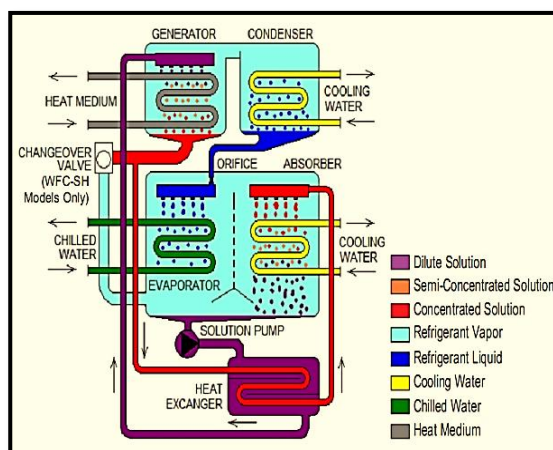 GENERATOR
CONDENSER
HEAT MEDIUM
COOLING
WATER
CHANGEOVER
VALVE
(WFC-SH
Models Only)
ORIFICE
ABSORBER
CHILLED
WATER
COOLING
WATER
EVAPORATOR
SOLUTION PUMP
HEAT
EXCANGER
Dilute Solution
Semi-Concentrated Solution
Concentrated Solution
Refrigerant Vapor
Refrigerant Liquid
Cooling Water
Chilled Water
Heat Medium